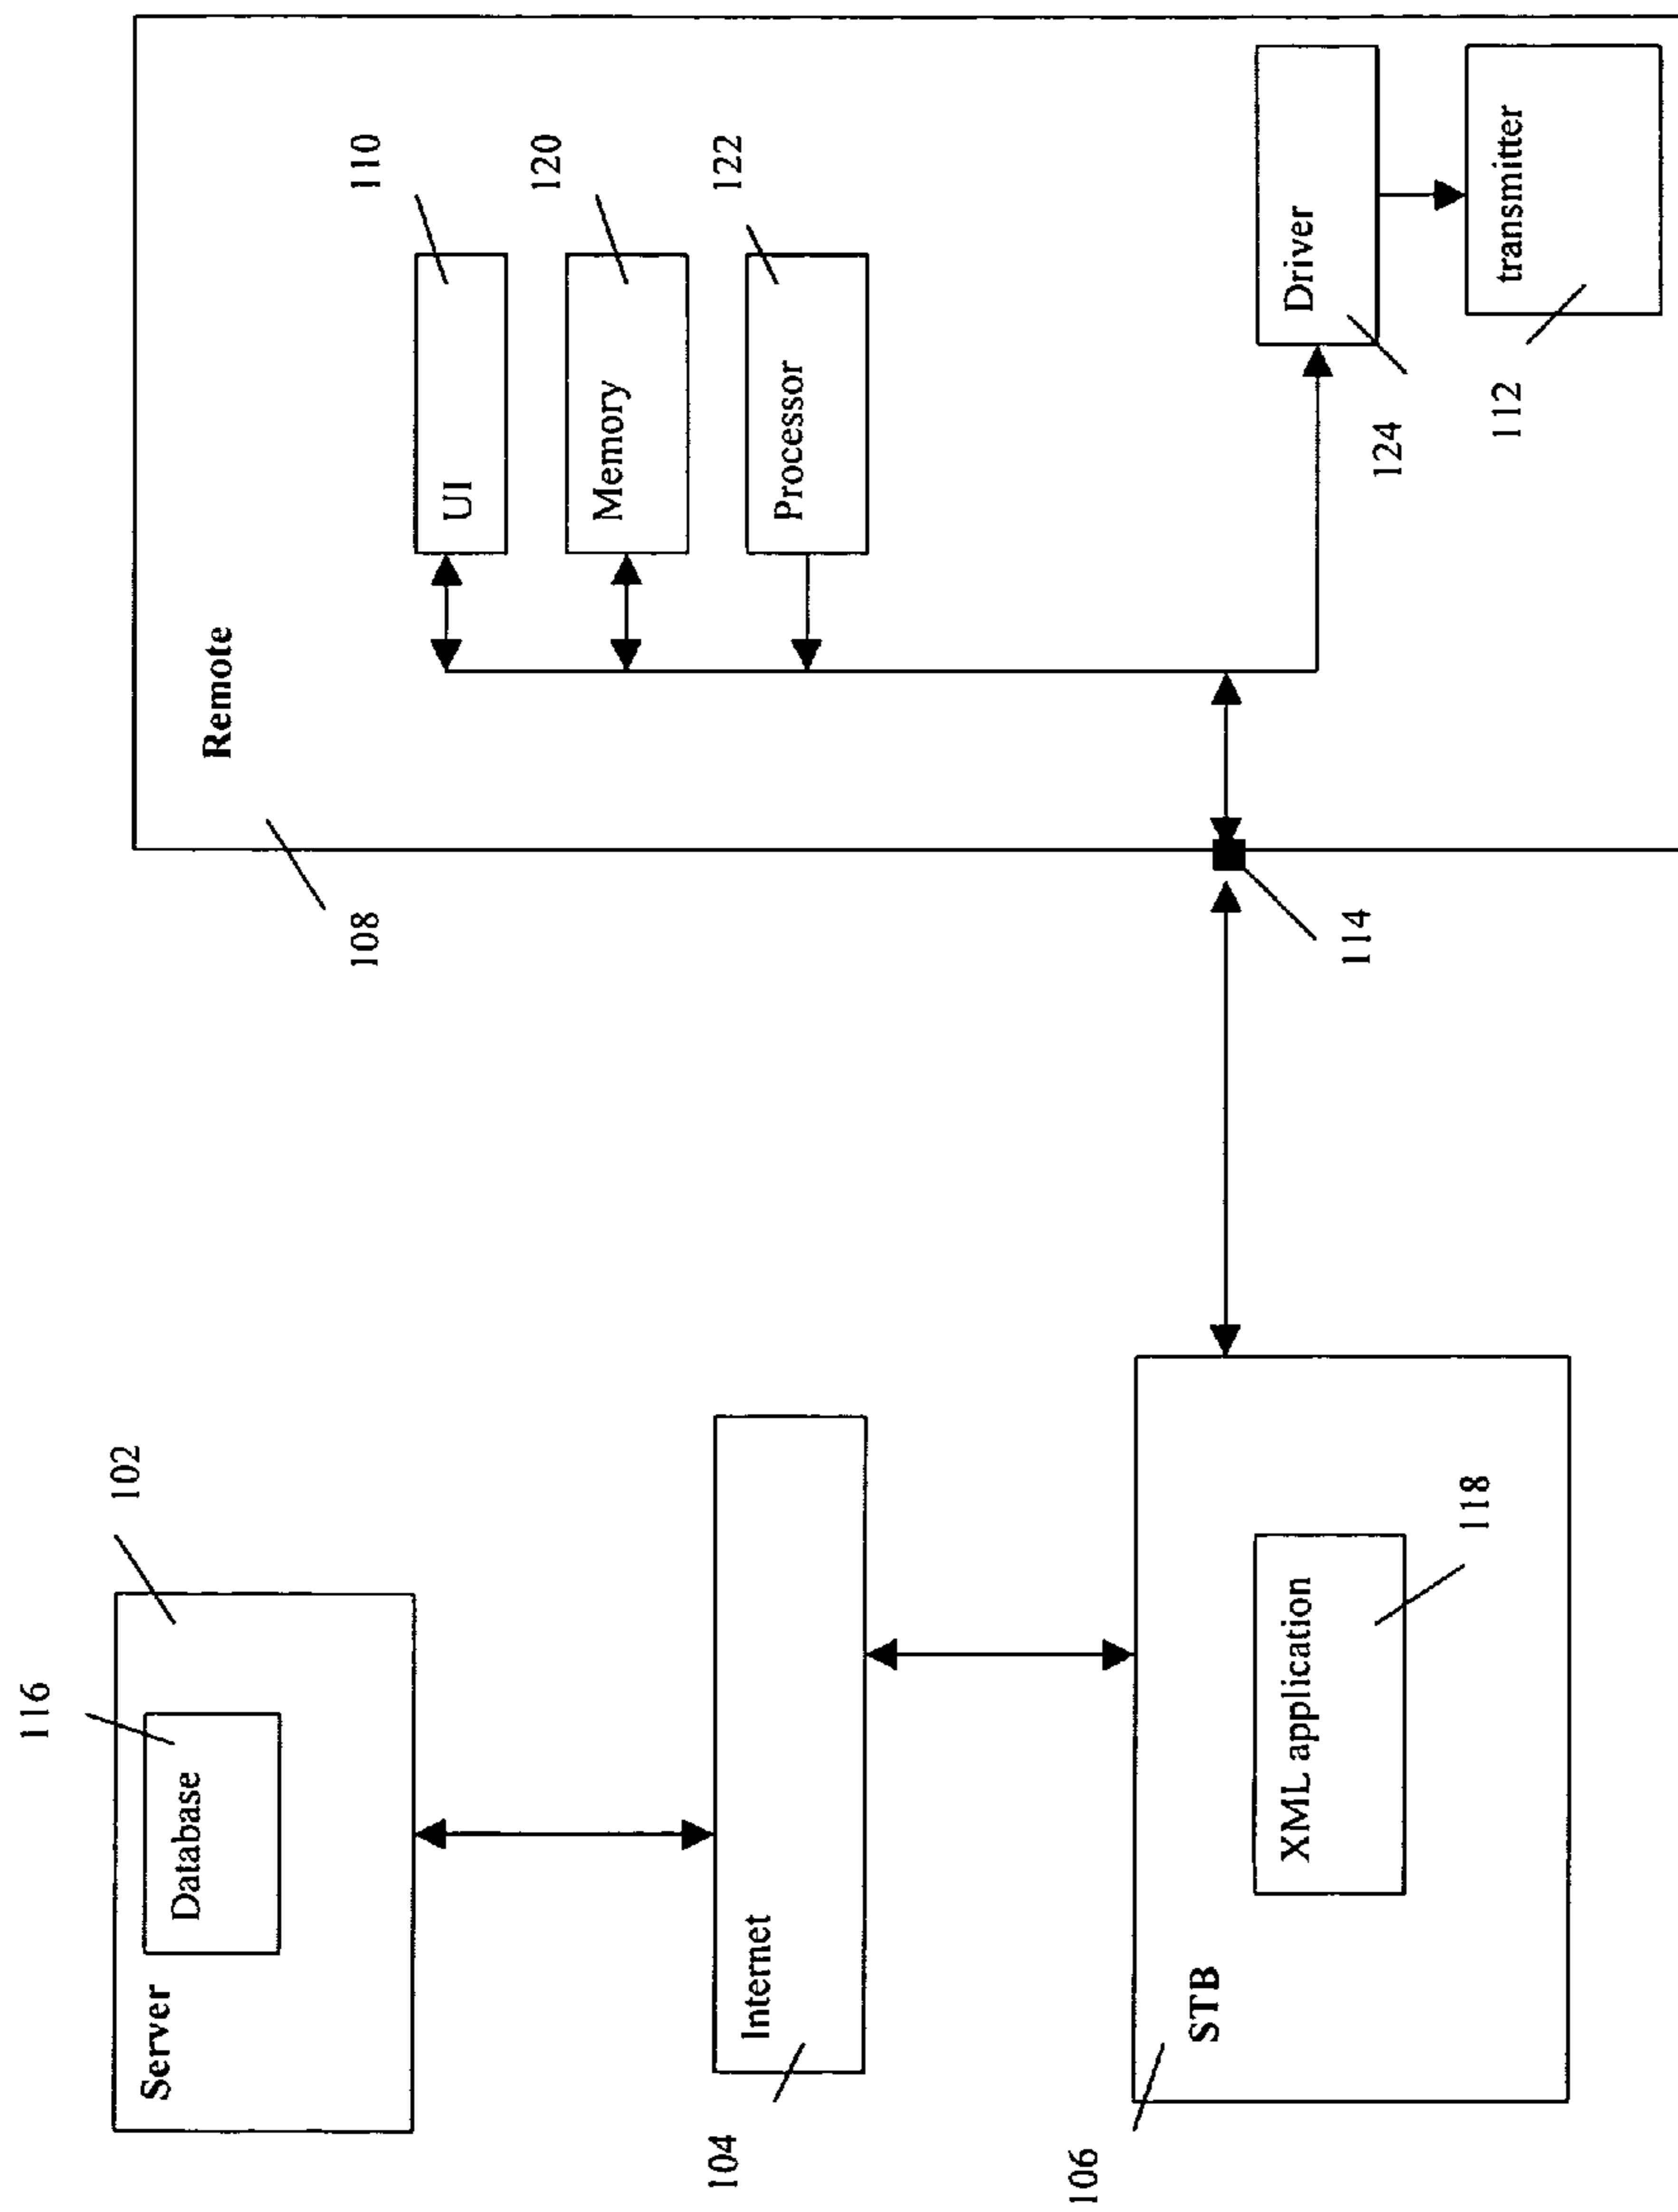 Server
Database
116
102
Internet
104
STB
106
XML application
118
Remote
108
114
UI
110
Memory
120
Processor
122
Driver
124
transmitter
112